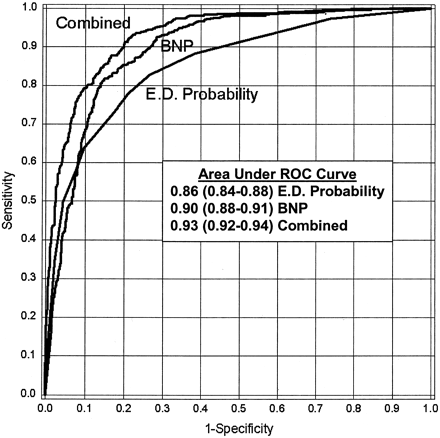 1.0
0.9
0.8
0.7
0.6
0.5
0.4
0.3
0.2
0.1
0.0
Sensitivity
Combined
BNP
E.D. Probability
Area Under ROC Curve
0.86 (0.84-0.88) E.D. Probability
0.90 (0.88-0.91) BNP
0.93 (0.92-0.94) Combined
0.0 0.1 0.2 0.3 0.4 0.5 0.6 0.7 0.8 0.9 1.0
1-Specificity